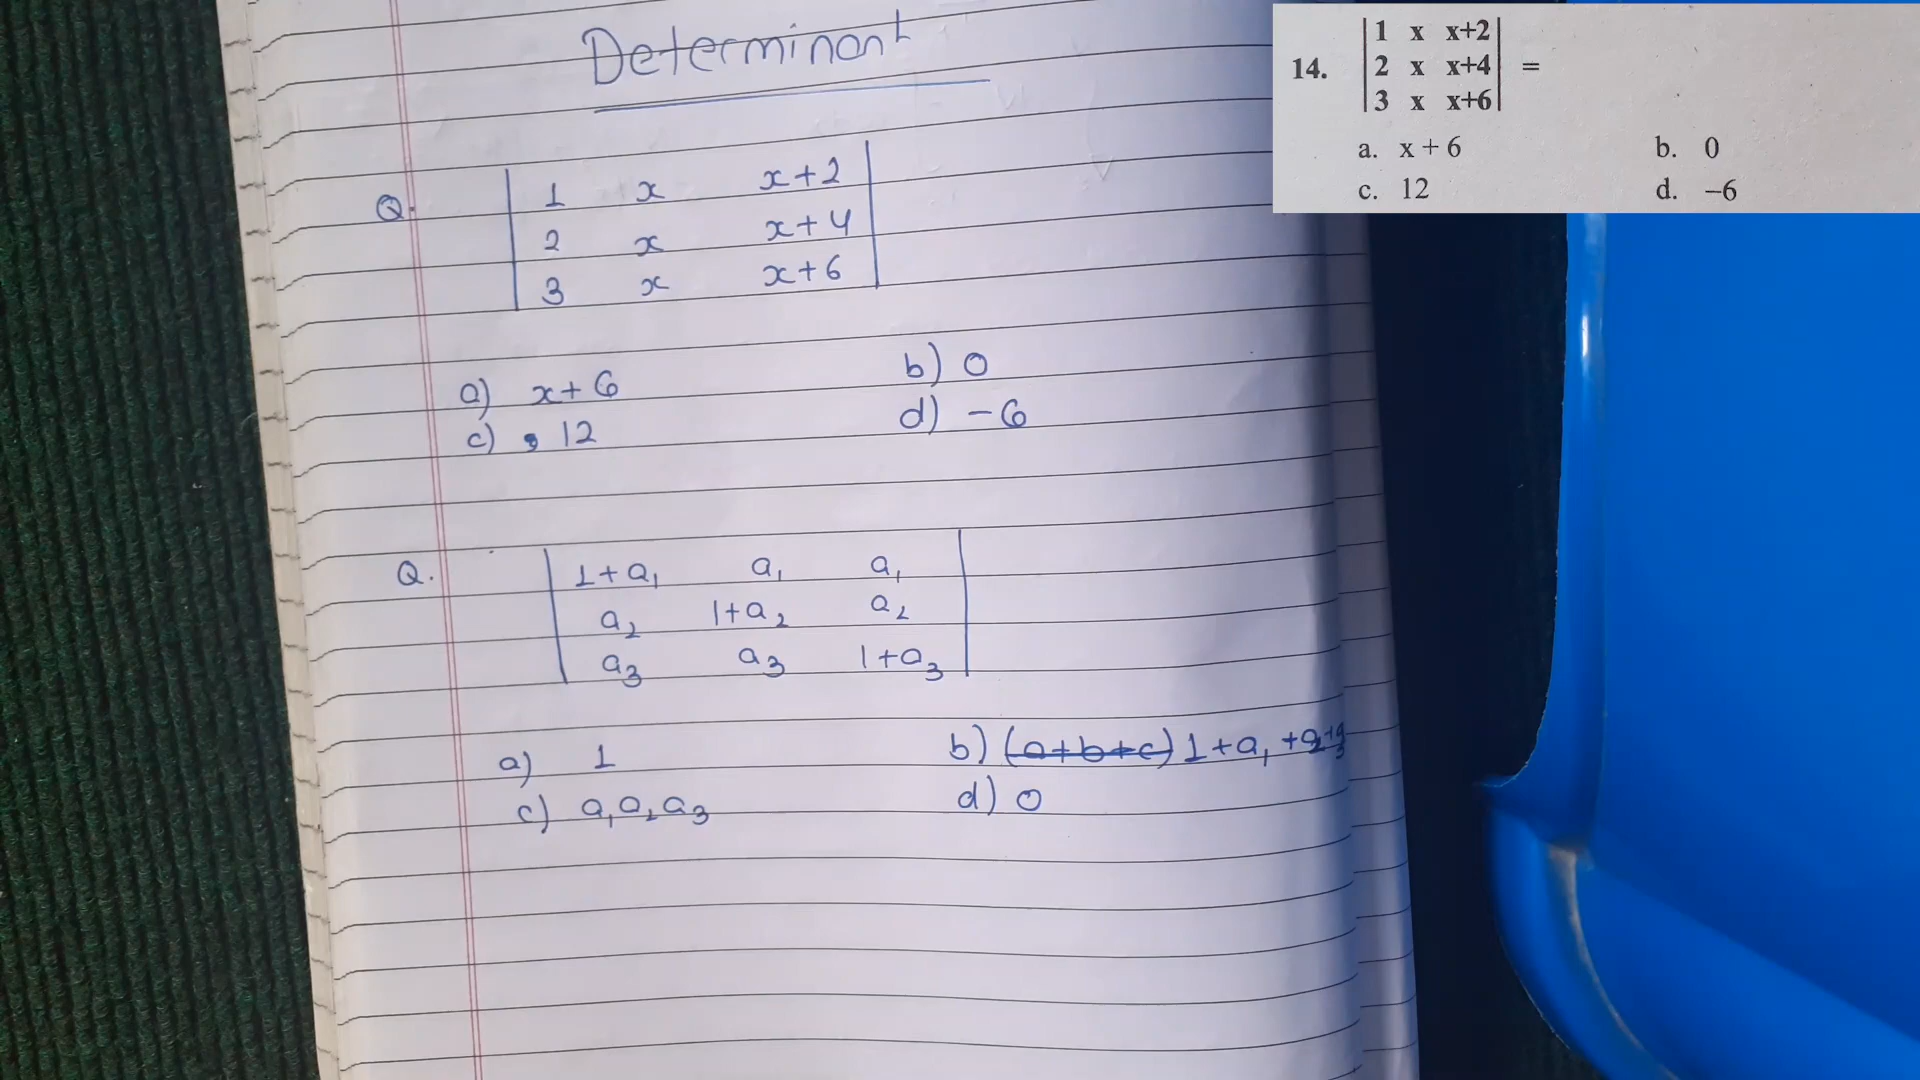 Determinant
Q. | 1 x x+2 |
| 2 x x+4 |
| 3 x x+6 |
a) x+6 b) 0
c) 12 d) -6
Q. | 1+a₁ a₁ a₁ |
| a₂ 1+a₂ a₂ |
| a₃ a₃ 1+a₃ |
a) 1 b) (a+b+c) 1+a₁+a₂+a₃
c) a₁a₂a₃ d) 0
14. | 1 x x+2 |
| 2 x x+4 | =
| 3 x x+6 |
a. x + 6 b. 0
c. 12 d. –6